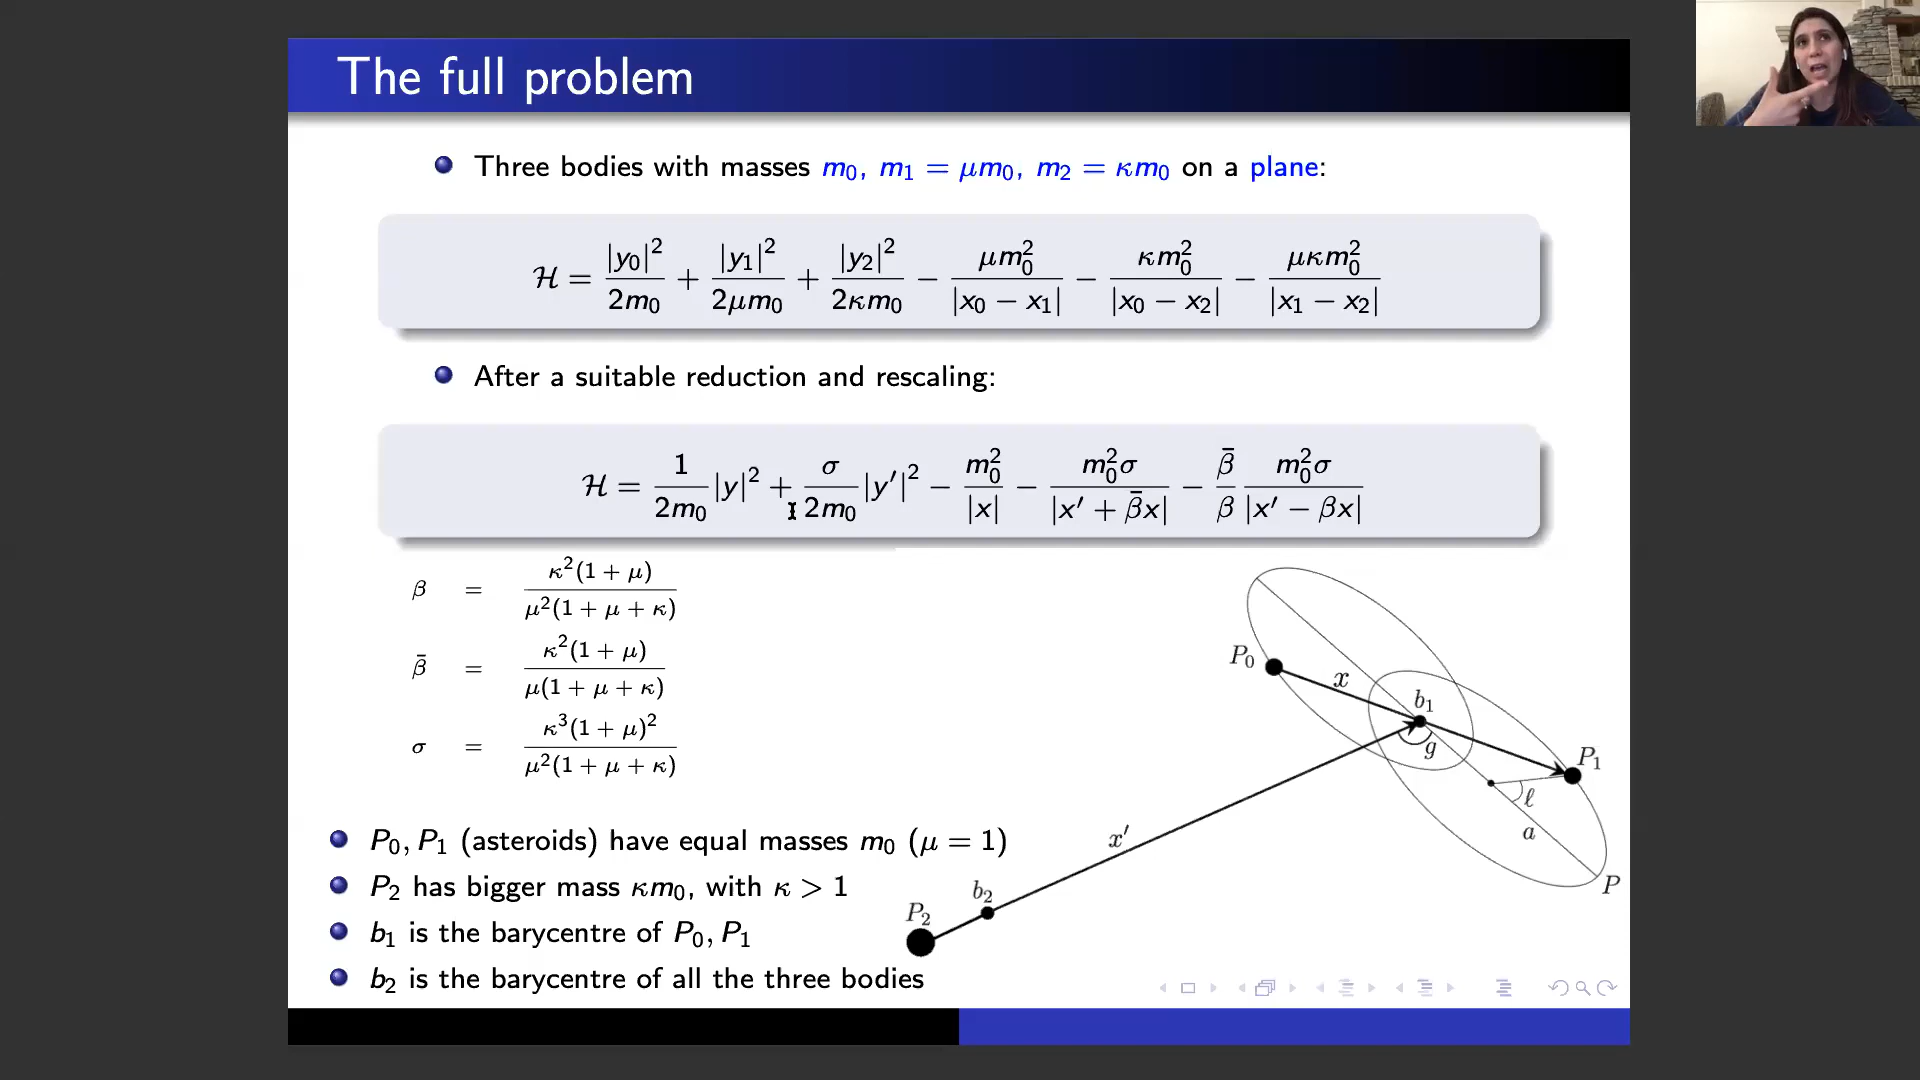 The full problem
Three bodies with masses m₀, m₁ = μm₀, m₂ = κm₀ on a plane:
ℋ = |y₀|²/2m₀ + |y₁|²/2μm₀ + |y₂|²/2κm₀ − μm₀²/|x₀ − x₁| − κm₀²/|x₀ − x₂| − μκm₀²/|x₁ − x₂|
After a suitable reduction and rescaling:
ℋ = 1/2m₀ |y|² + σ/2m₀ |y′|² − m₀²/|x| − m₀²σ/|x′ + β̄x| − β̄/β m₀²σ/|x′ − βx|
β = κ²(1 + μ)/μ²(1 + μ + κ)
β̄ = κ²(1 + μ)/μ(1 + μ + κ)
σ = κ³(1 + μ)²/μ²(1 + μ + κ)
P₀
x
b₁
g
P₁
ℓ
a
P
x′
b₂
P₂
P₀, P₁ (asteroids) have equal masses m₀ (μ = 1)
P₂ has bigger mass κm₀, with κ > 1
b₁ is the barycentre of P₀, P₁
b₂ is the barycentre of all the three bodies